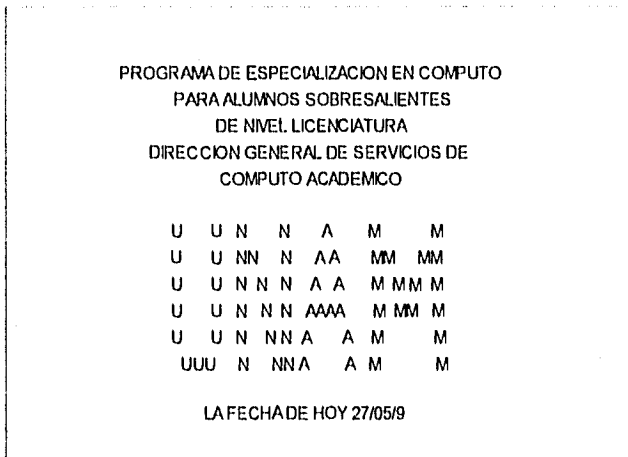 PROGRAMA DE ESPECIALIZACION EN COMPUTO
PARA ALUMNOS SOBRESALIENTES
DE NIVEL LICENCIATURA
DIRECCION GENERAL DE SERVICIOS DE
COMPUTO ACADEMICO
U U N N A M M
U U NN N AA MM MM
U U N N N A A M MM M
U U N N N AAAA M MM M
U U N NN A A M M
UUU N NN A A M M
LA FECHA DE HOY 27/05/9